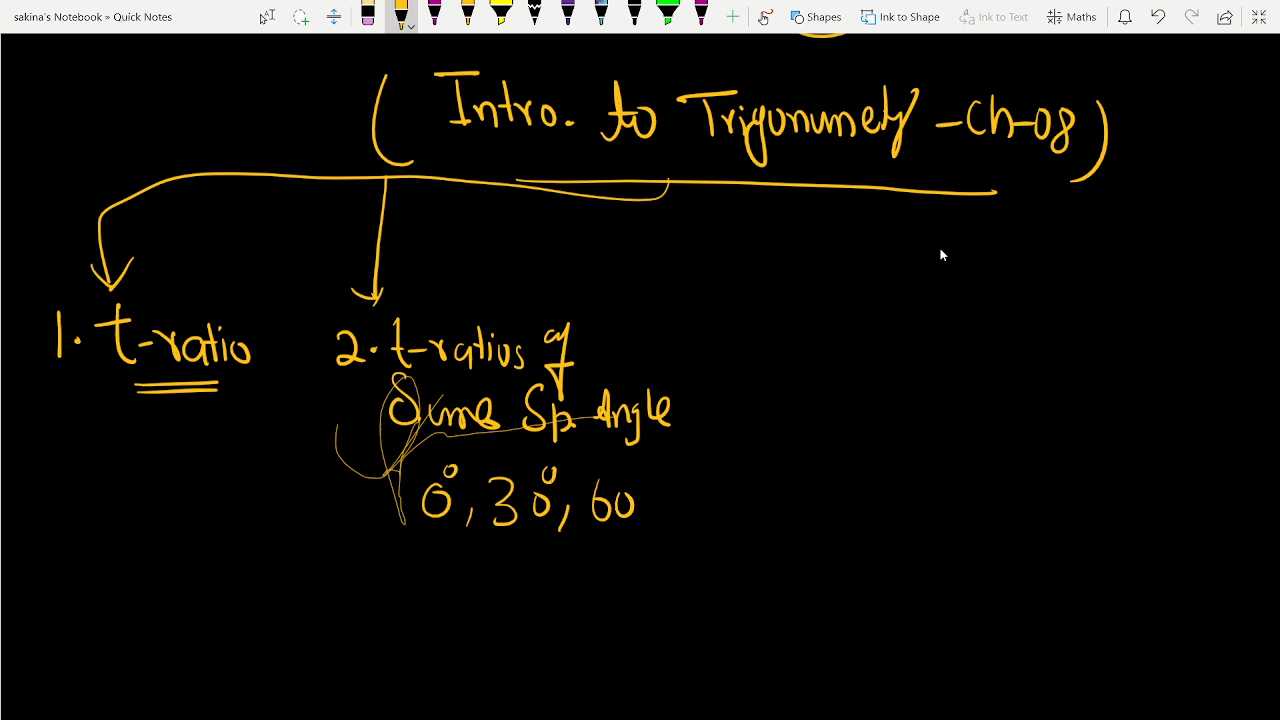 sakina's Notebook » Quick Notes
Shapes
Ink to Shape
Ink to Text
Maths
( Intro. to Trigonometry - Ch-08 )
1. t-ratio
2. t-ratios of
Some Sp. Angle
0°, 30°, 60